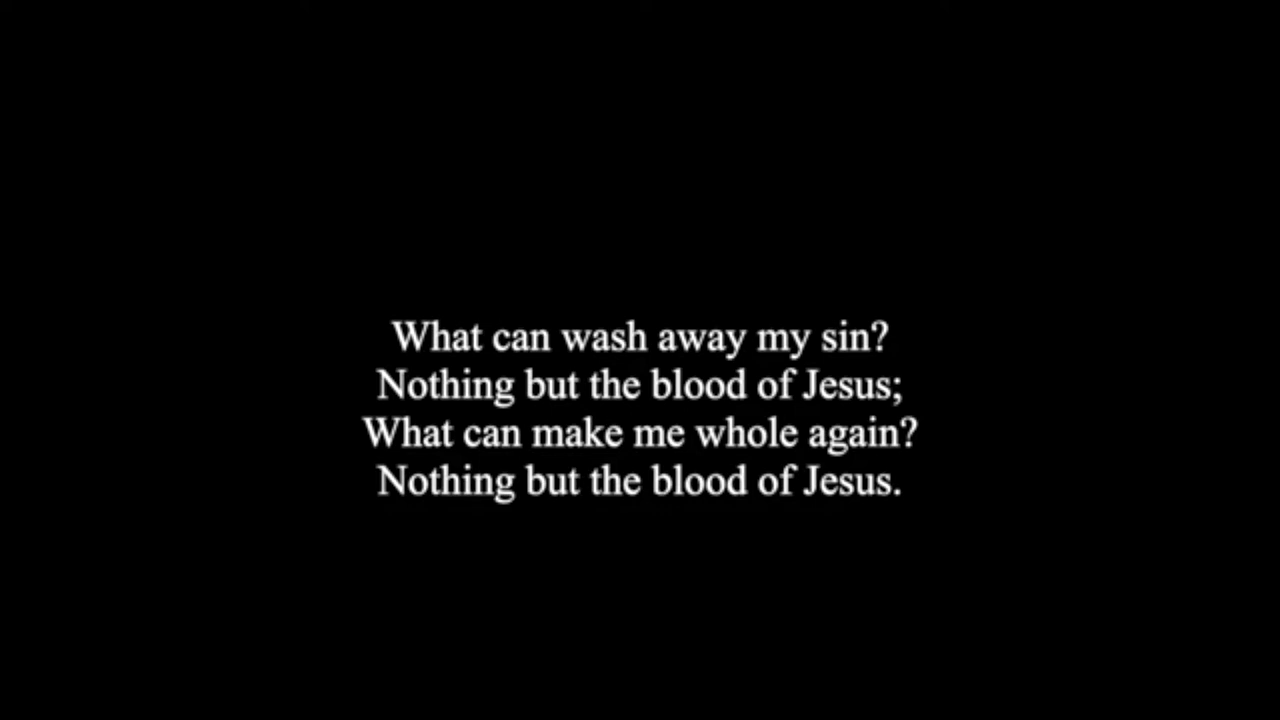 What can wash away my sin?
Nothing but the blood of Jesus;
What can make me whole again?
Nothing but the blood of Jesus.